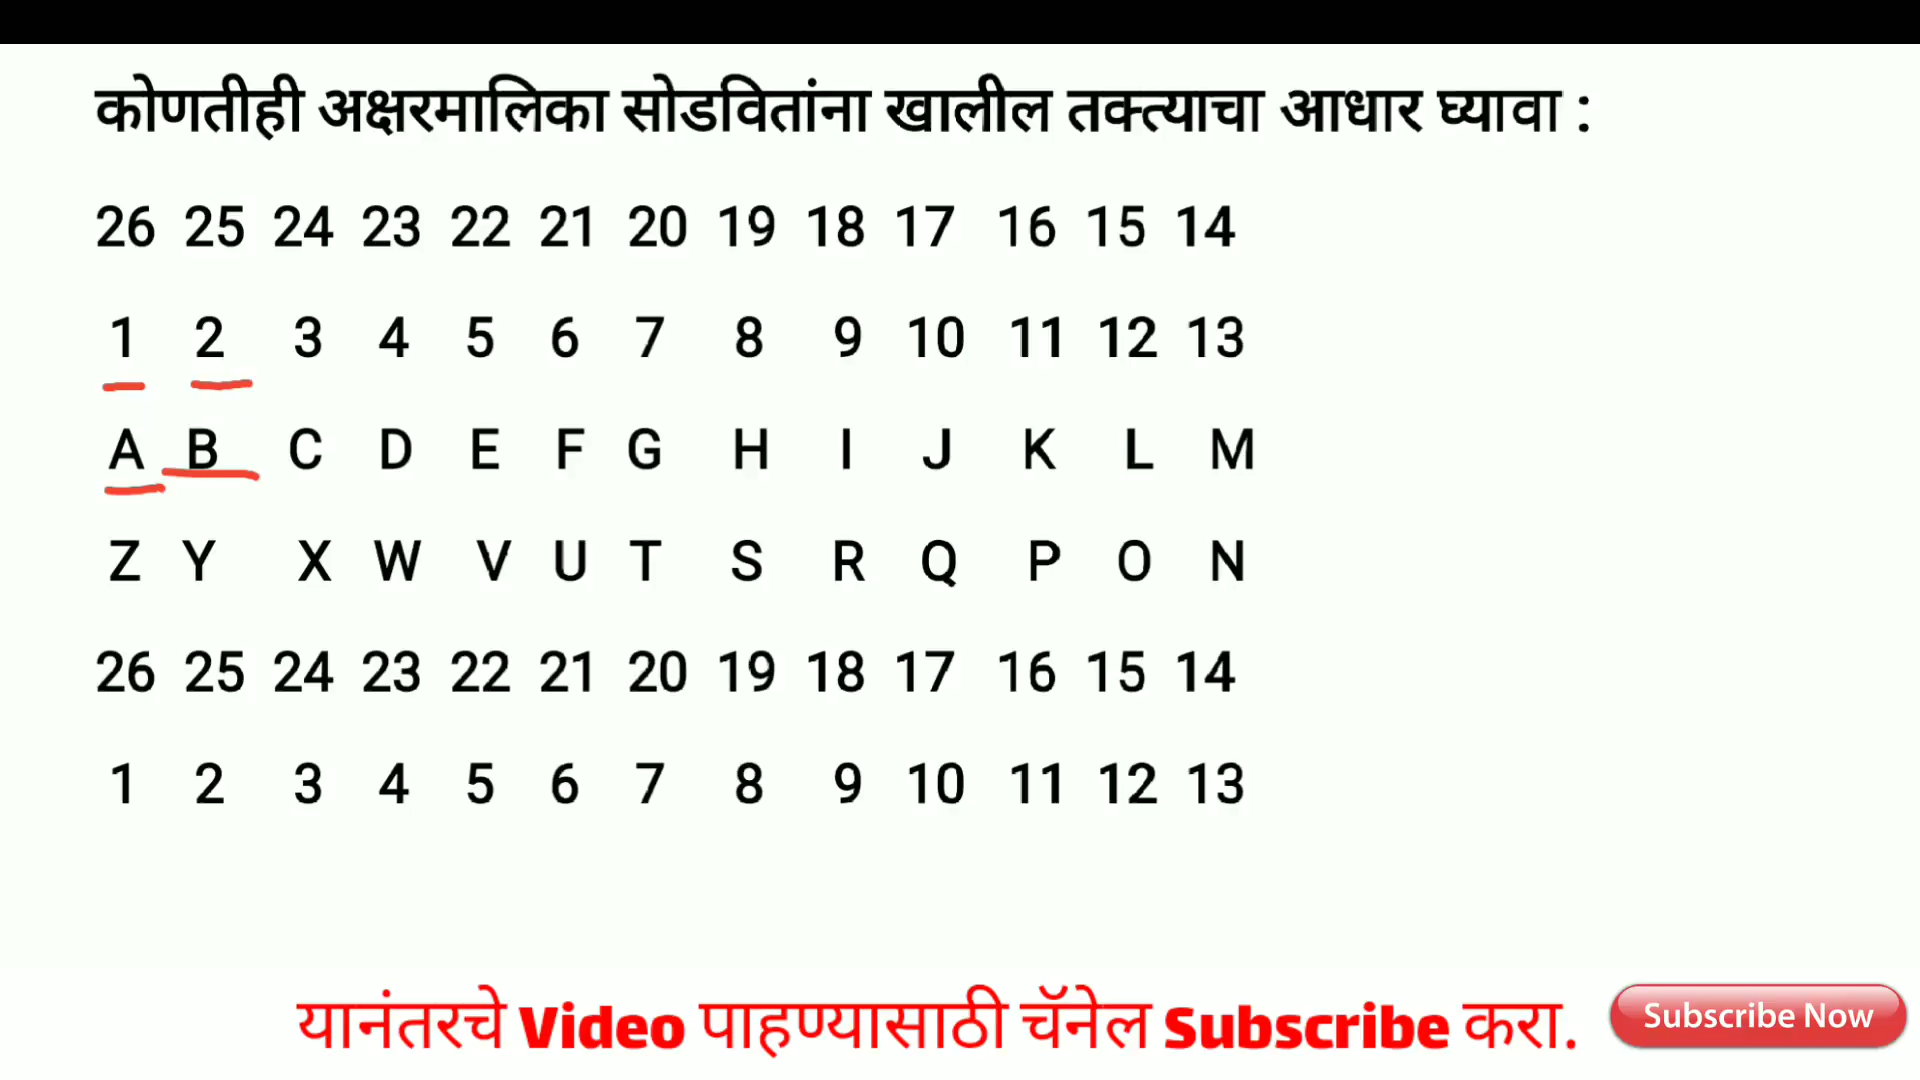 कोणतीही अक्षरमालिका सोडवितांना खालील तक्त्याचा आधार घ्यावा :
26 25 24 23 22 21 20 19 18 17 16 15 14
1 2 3 4 5 6 7 8 9 10 11 12 13
A B C D E F G H I J K L M
Z Y X W V U T S R Q P O N
26 25 24 23 22 21 20 19 18 17 16 15 14
1 2 3 4 5 6 7 8 9 10 11 12 13
यानंतरचे Video पाहण्यासाठी चॅनेल Subscribe करा.
Subscribe Now